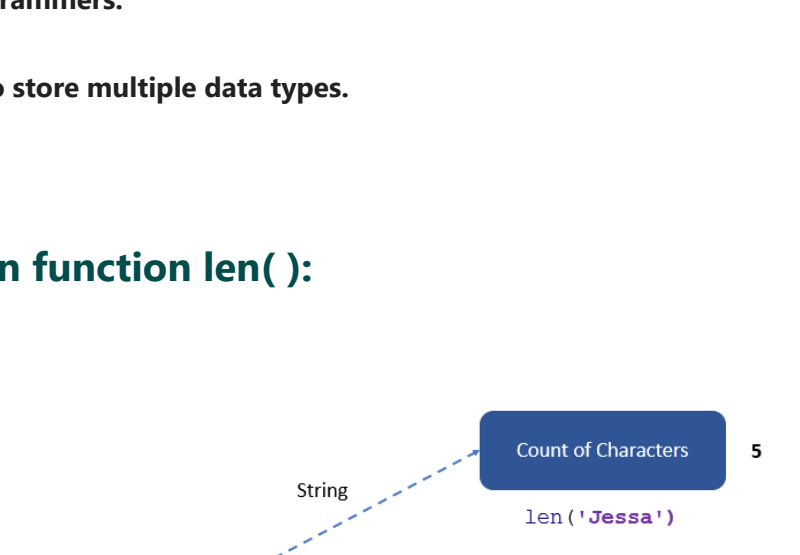 store multiple data types.
function len( ):
Count of Characters
5
String
len('Jessa')